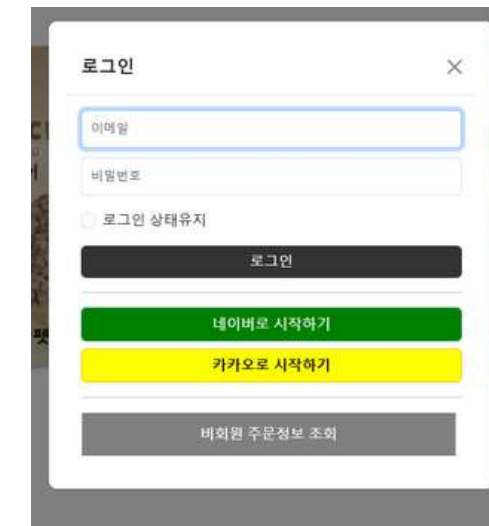 로그인
이메일
비밀번호
로그인 상태유지
로그인
네이버로 시작하기
카카오로 시작하기
비회원 주문정보 조회